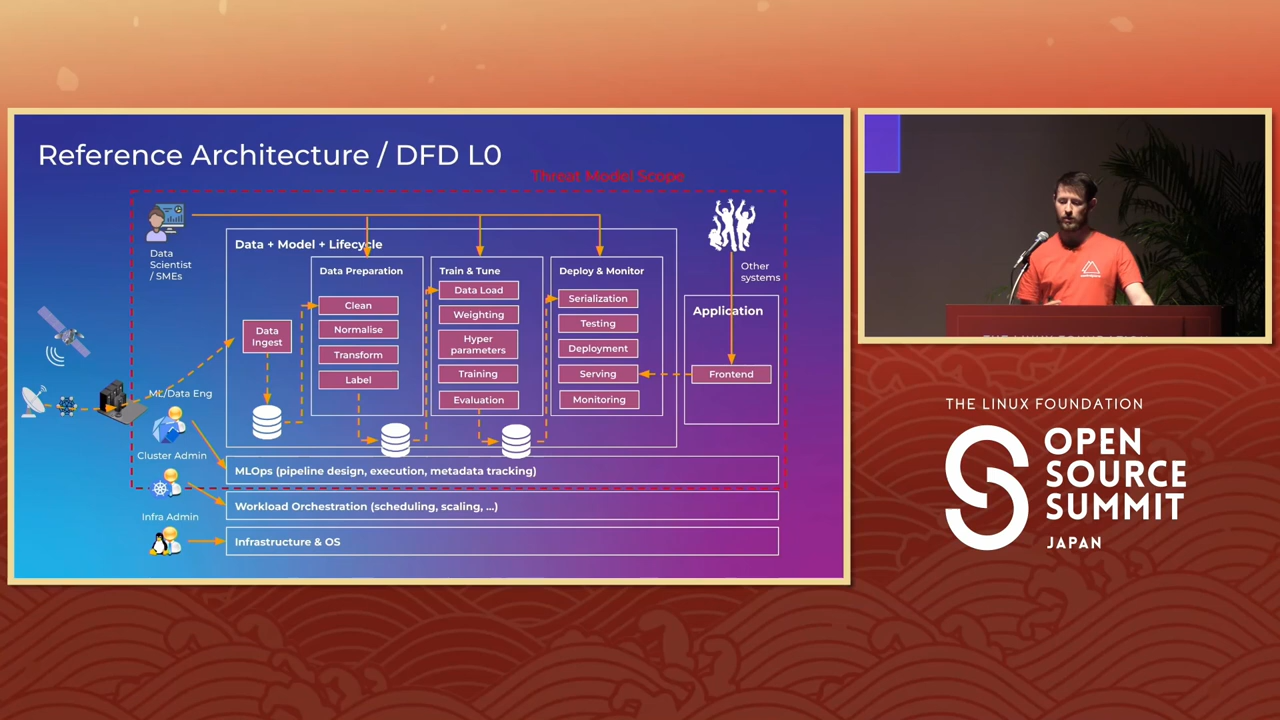 Reference Architecture / DFD L0
Threat Model Scope
Data
Scientist
/ SMEs
Data + Model + Lifecycle
Data Preparation
Clean
Normalise
Transform
Label
Train & Tune
Data Load
Weighting
Hyper
parameters
Training
Evaluation
Deploy & Monitor
Serialization
Testing
Deployment
Serving
Monitoring
Other
systems
Application
Frontend
Data
Ingest
ML/Data Eng
Cluster Admin
Infra Admin
MLOps (pipeline design, execution, metadata tracking)
Workload Orchestration (scheduling, scaling, ...)
Infrastructure & OS
THE LINUX FOUNDATION
OPEN
SOURCE
SUMMIT
JAPAN